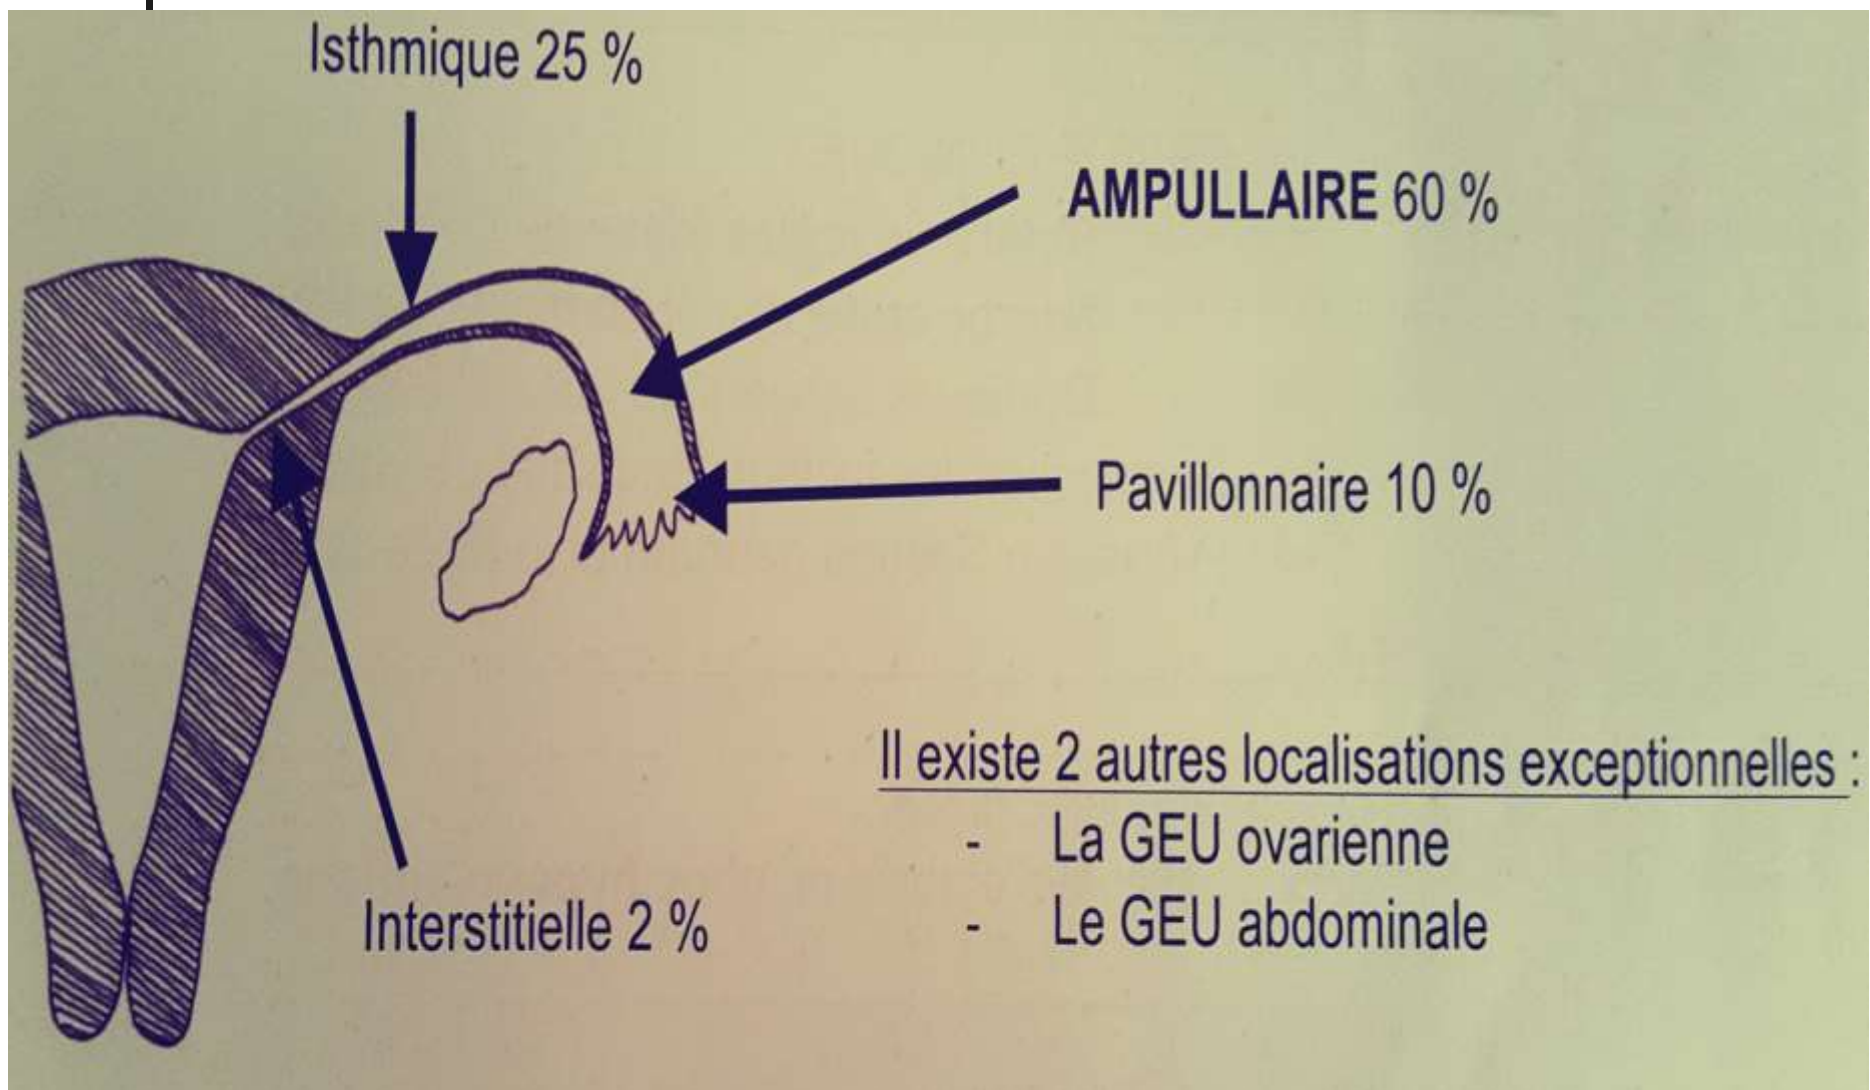 Isthmique 25 %
AMPULLAIRE 60 %
Pavillonnaire 10 %
Il existe 2 autres localisations exceptionnelles :
- La GEU ovarienne
- Le GEU abdominale
Interstitielle 2 %